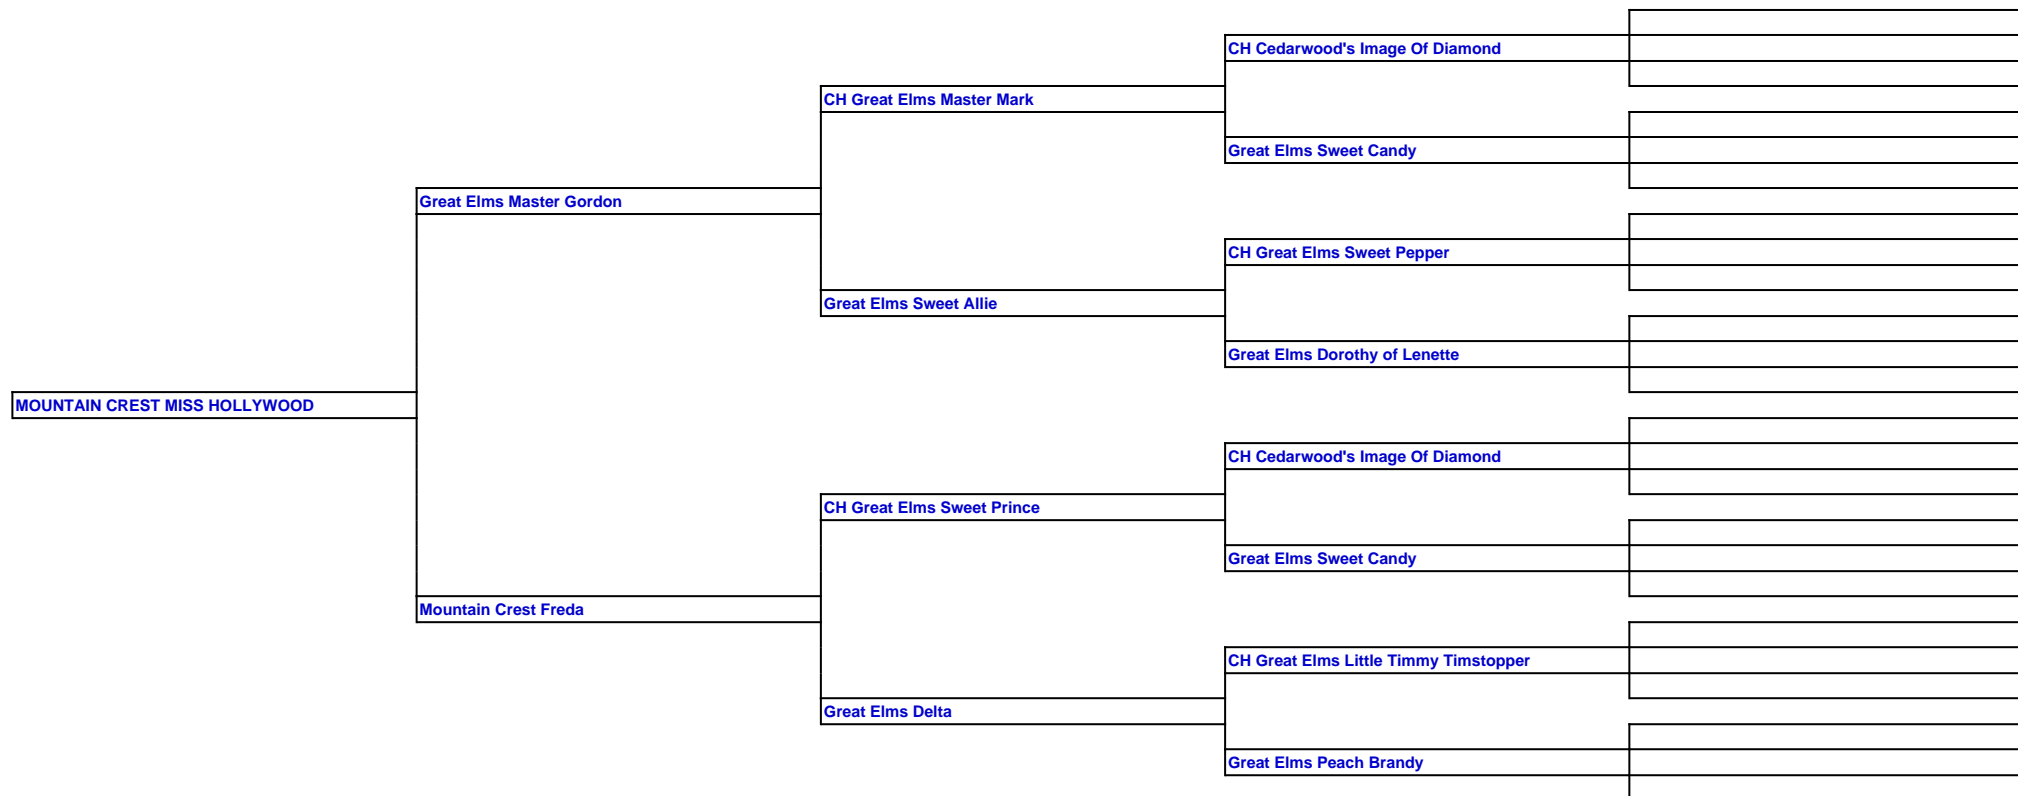 CH Cedarwood's Image Of Diamond
CH Great Elms Master Mark
Great Elms Sweet Candy
Great Elms Master Gordon
CH Great Elms Sweet Pepper
Great Elms Sweet Allie
Great Elms Dorothy of Lenette
MOUNTAIN CREST MISS HOLLYWOOD
CH Cedarwood's Image Of Diamond
CH Great Elms Sweet Prince
Great Elms Sweet Candy
Mountain Crest Freda
CH Great Elms Little Timmy Timstopper
Great Elms Delta
Great Elms Peach Brandy